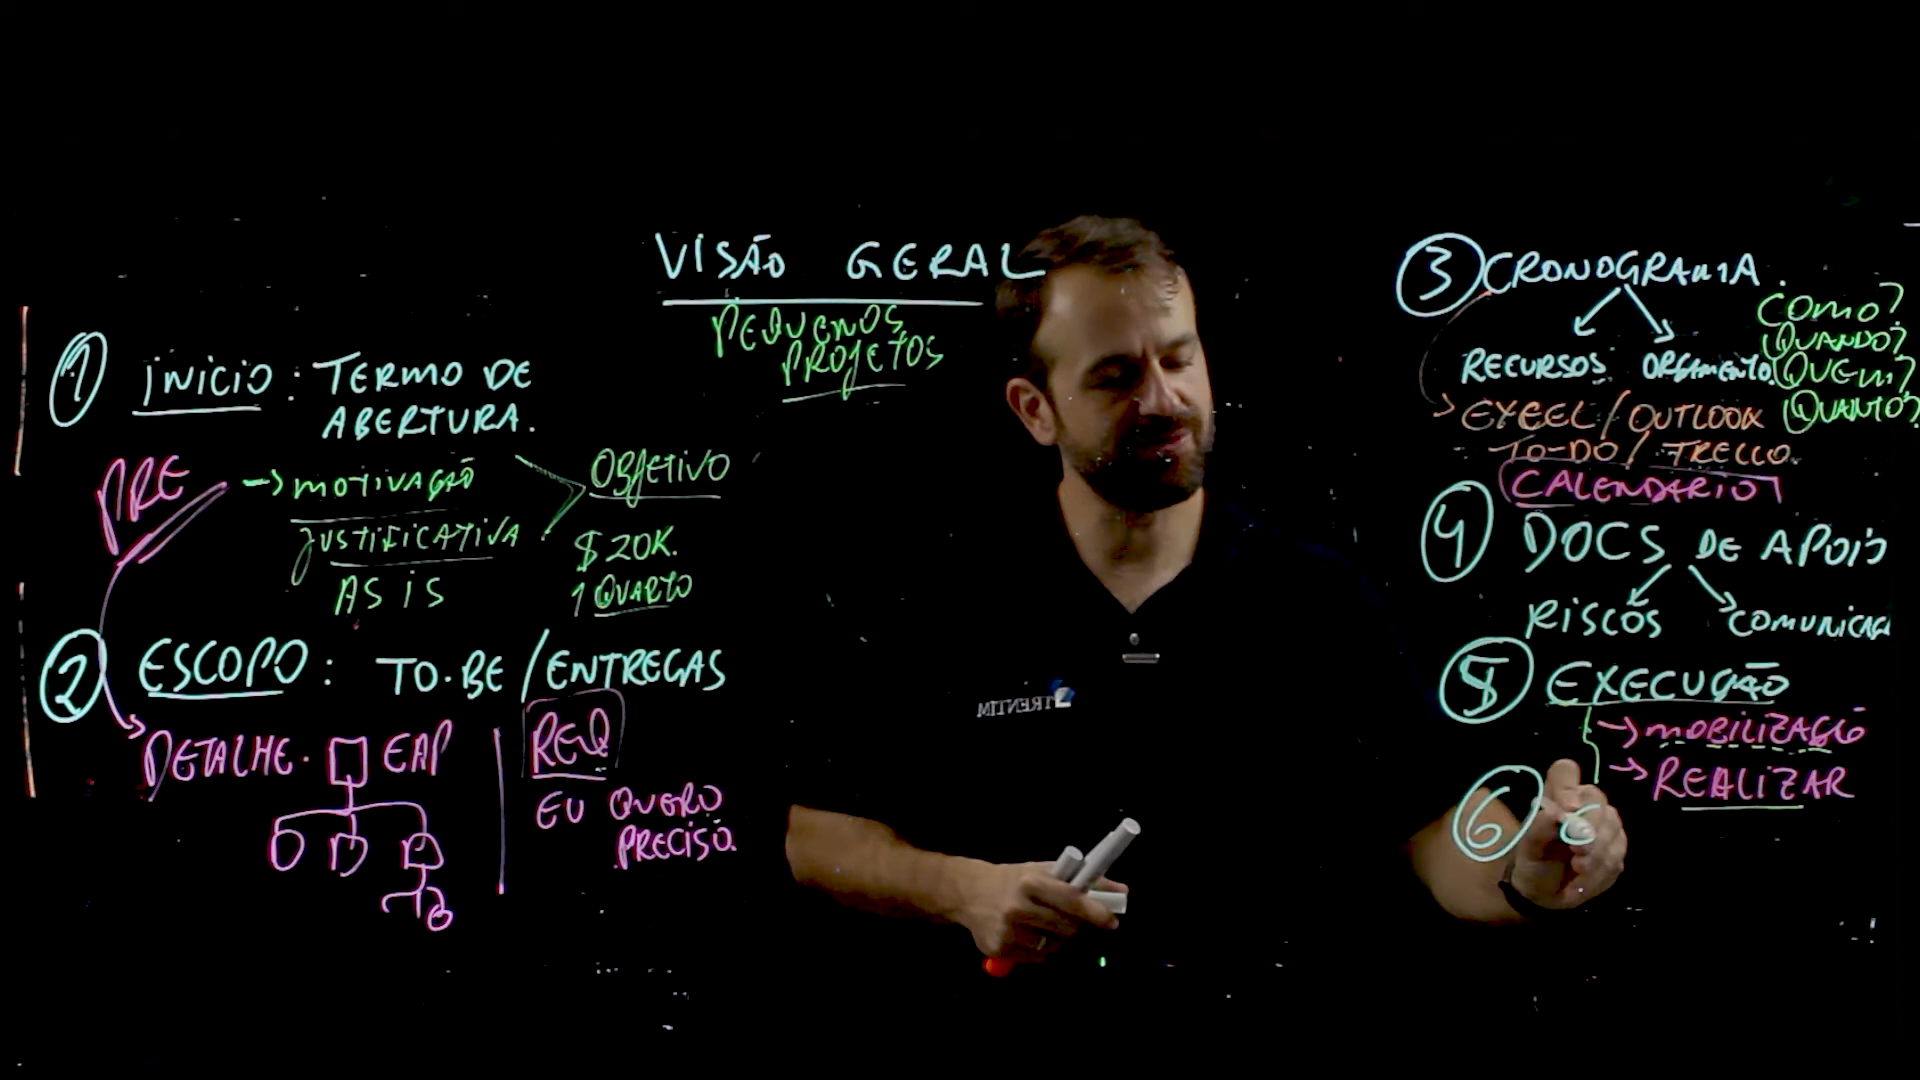 VISÃO GERAL
PEQUENOS
PROJETOS
1 INICIO: TERMO DE
ABERTURA.
PRE
→ MOTIVAÇÃO
JUSTIFICATIVA
AS IS
OBJETIVO
$ 20K.
1 QUARTO
2 ESCOPO: TO.BE / ENTREGAS
DETALHE. EAP
REQ
EU QUERO
PRECISO.
3 CRONOGRAMA.
COMO?
QUANDO?
QUEM?
QUANTO?
RECURSOS ORÇAMENTO.
EXCEL / OUTLOOK
TO-DO / TRELLO.
CALENDARIO
4 DOCS DE APOIO
RISCOS COMUNICAÇÃ
5 EXECUÇÃO
→ MOBILIZAÇÃO
→ REALIZAR
6 C
TRENTIM